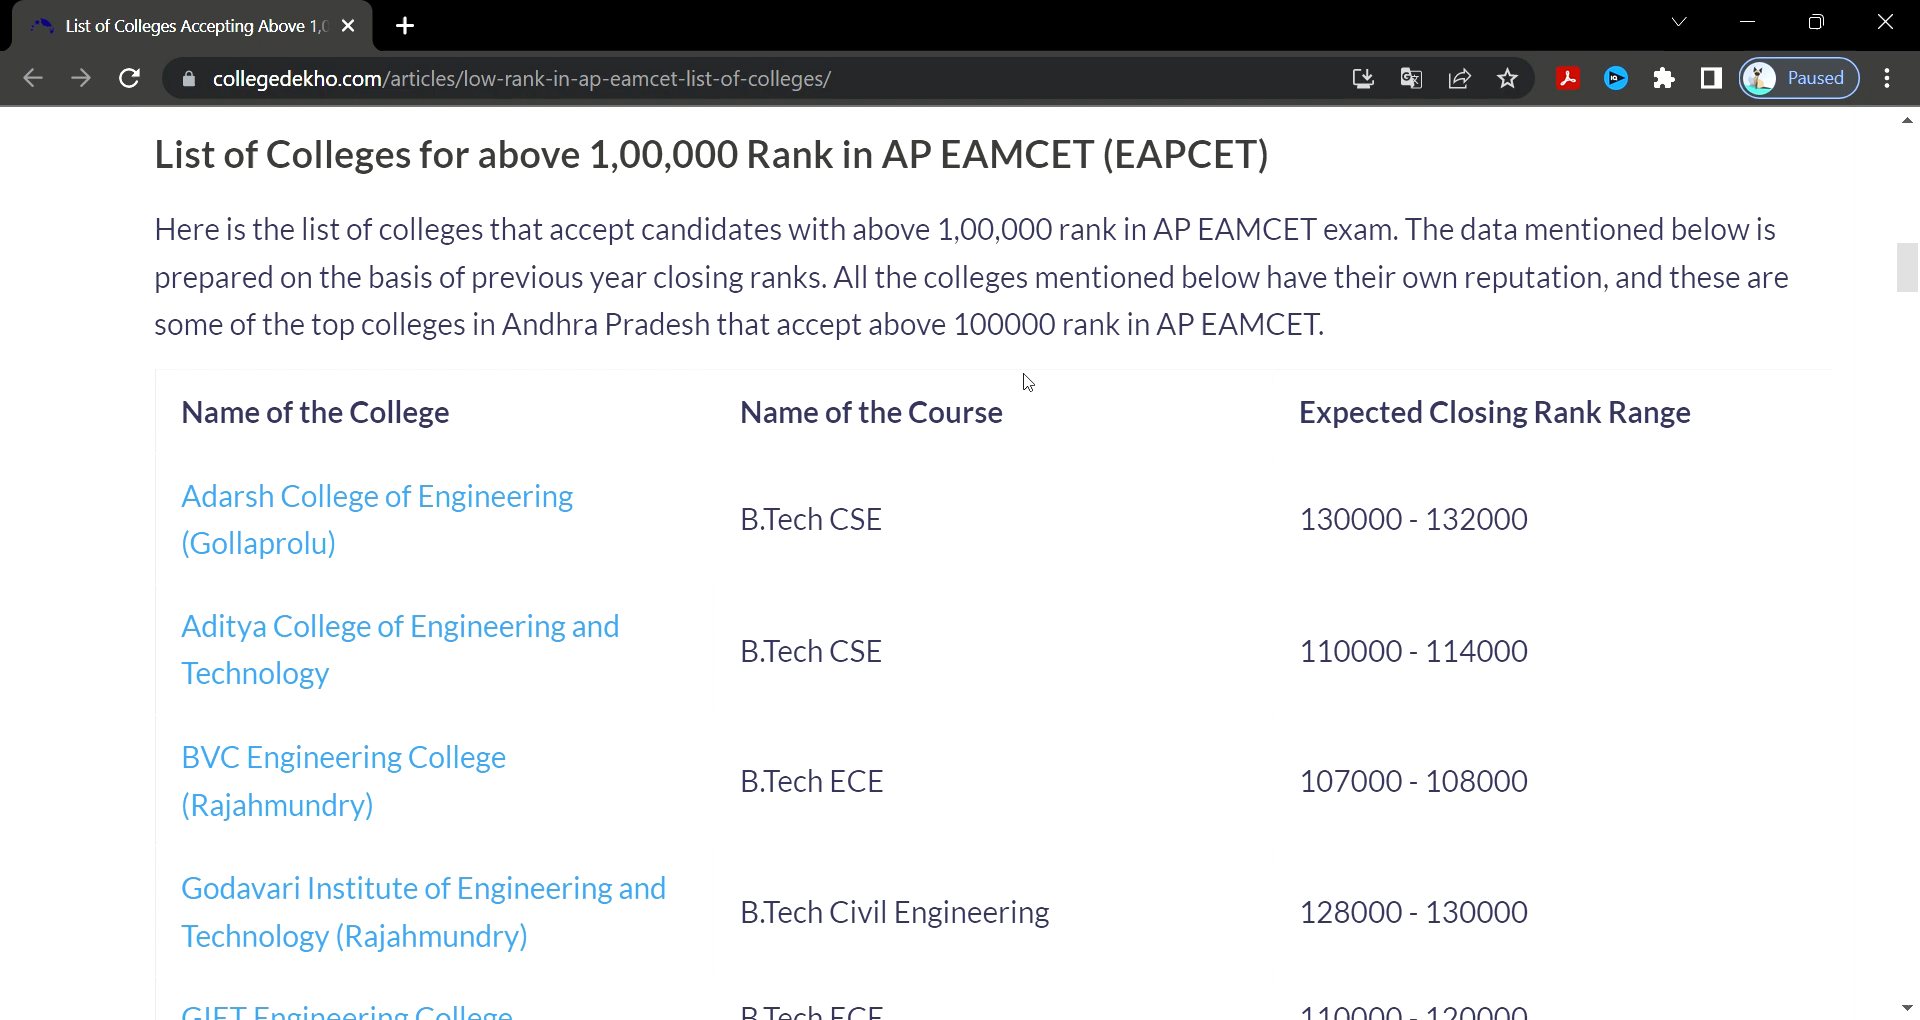 List of Colleges Accepting Above 1,0
collegedekho.com/articles/low-rank-in-ap-eamcet-list-of-colleges/
Paused
List of Colleges for above 1,00,000 Rank in AP EAMCET (EAPCET)
Here is the list of colleges that accept candidates with above 1,00,000 rank in AP EAMCET exam. The data mentioned below is
prepared on the basis of previous year closing ranks. All the colleges mentioned below have their own reputation, and these are
some of the top colleges in Andhra Pradesh that accept above 100000 rank in AP EAMCET.
Name of the College Name of the Course Expected Closing Rank Range
Adarsh College of Engineering
(Gollaprolu)
B.Tech CSE 130000 - 132000
Aditya College of Engineering and
Technology
B.Tech CSE 110000 - 114000
BVC Engineering College
(Rajahmundry)
B.Tech ECE 107000 - 108000
Godavari Institute of Engineering and
Technology (Rajahmundry)
B.Tech Civil Engineering 128000 - 130000
GIET Engineering College B.Tech ECE 110000 - 120000